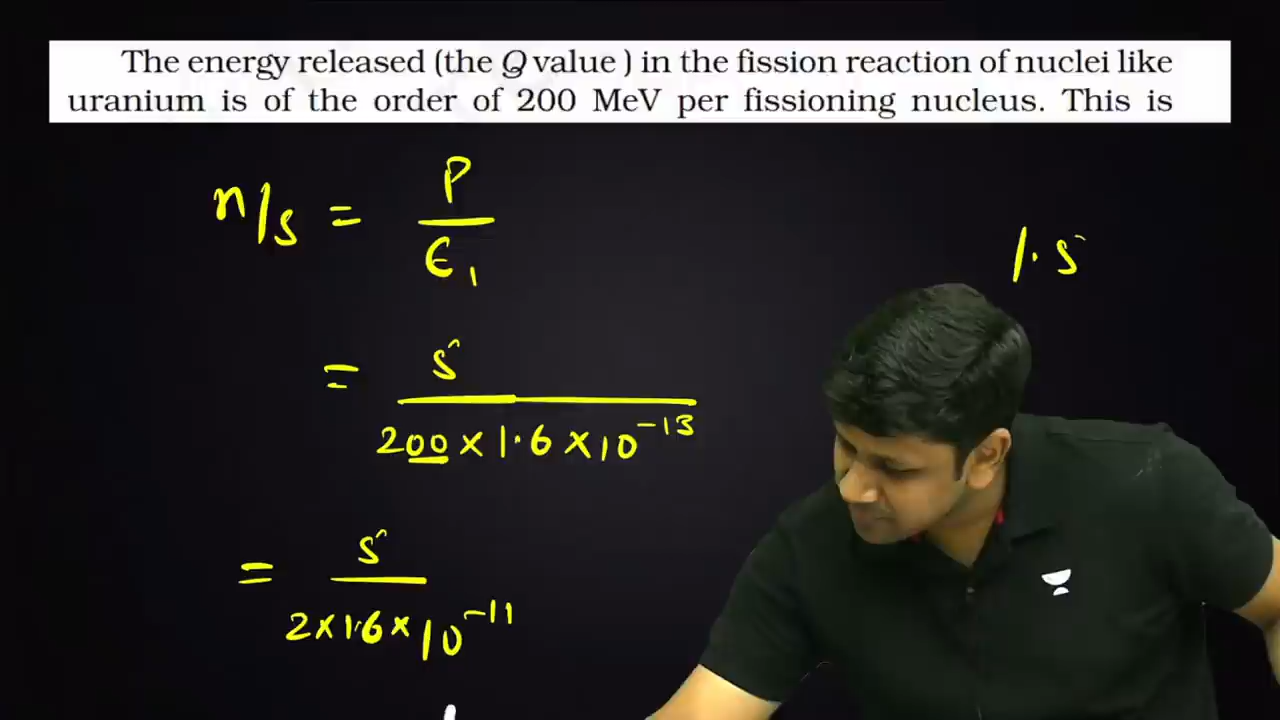 The energy released (the Q value ) in the fission reaction of nuclei like
uranium is of the order of 200 MeV per fissioning nucleus. This is
n/s = P / E₁
1.5
= 5 / 200 × 1.6 × 10⁻¹³
= 5 / 2 × 1.6 × 10⁻¹¹